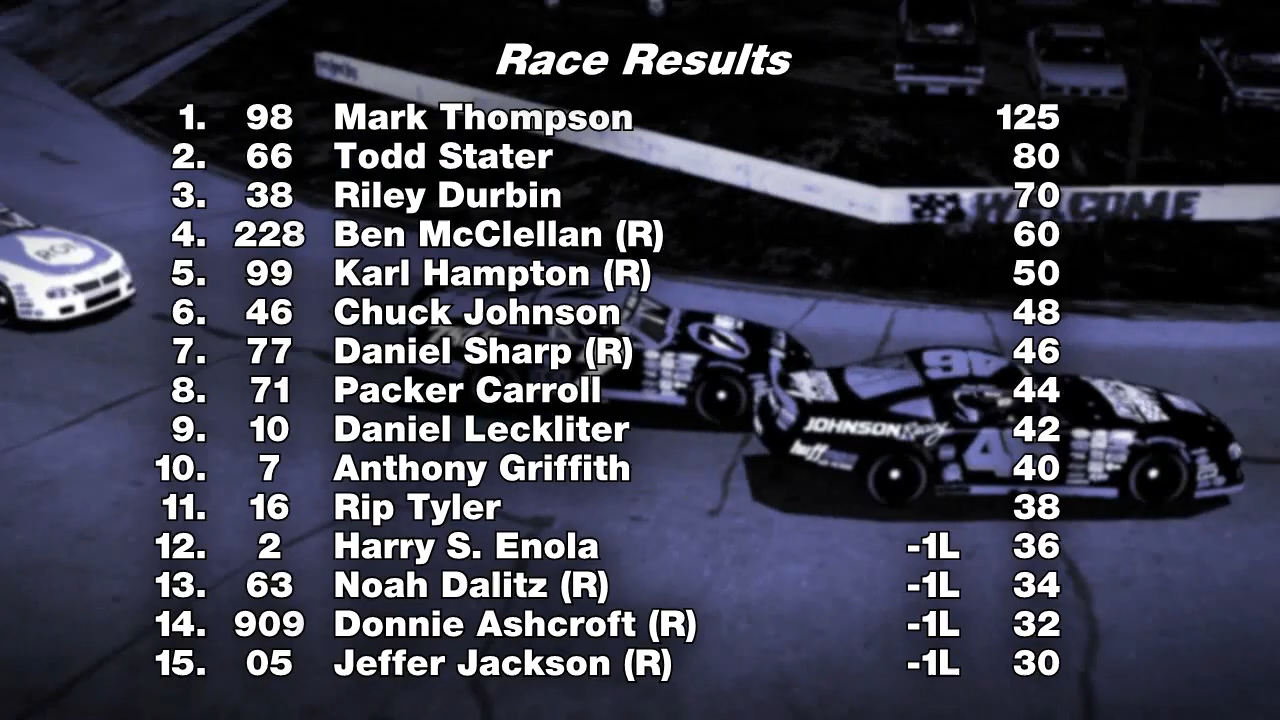 Race Results
1. 98 Mark Thompson 125
2. 66 Todd Stater 80
3. 38 Riley Durbin 70
4. 228 Ben McClellan (R) 60
5. 99 Karl Hampton (R) 50
6. 46 Chuck Johnson 48
7. 77 Daniel Sharp (R) 46
8. 71 Packer Carroll 44
9. 10 Daniel Leckliter 42
10. 7 Anthony Griffith 40
11. 16 Rip Tyler 38
12. 2 Harry S. Enola -1L 36
13. 63 Noah Dalitz (R) -1L 34
14. 909 Donnie Ashcroft (R) -1L 32
15. 05 Jeffer Jackson (R) -1L 30
WELCOME
JOHNSON Racing